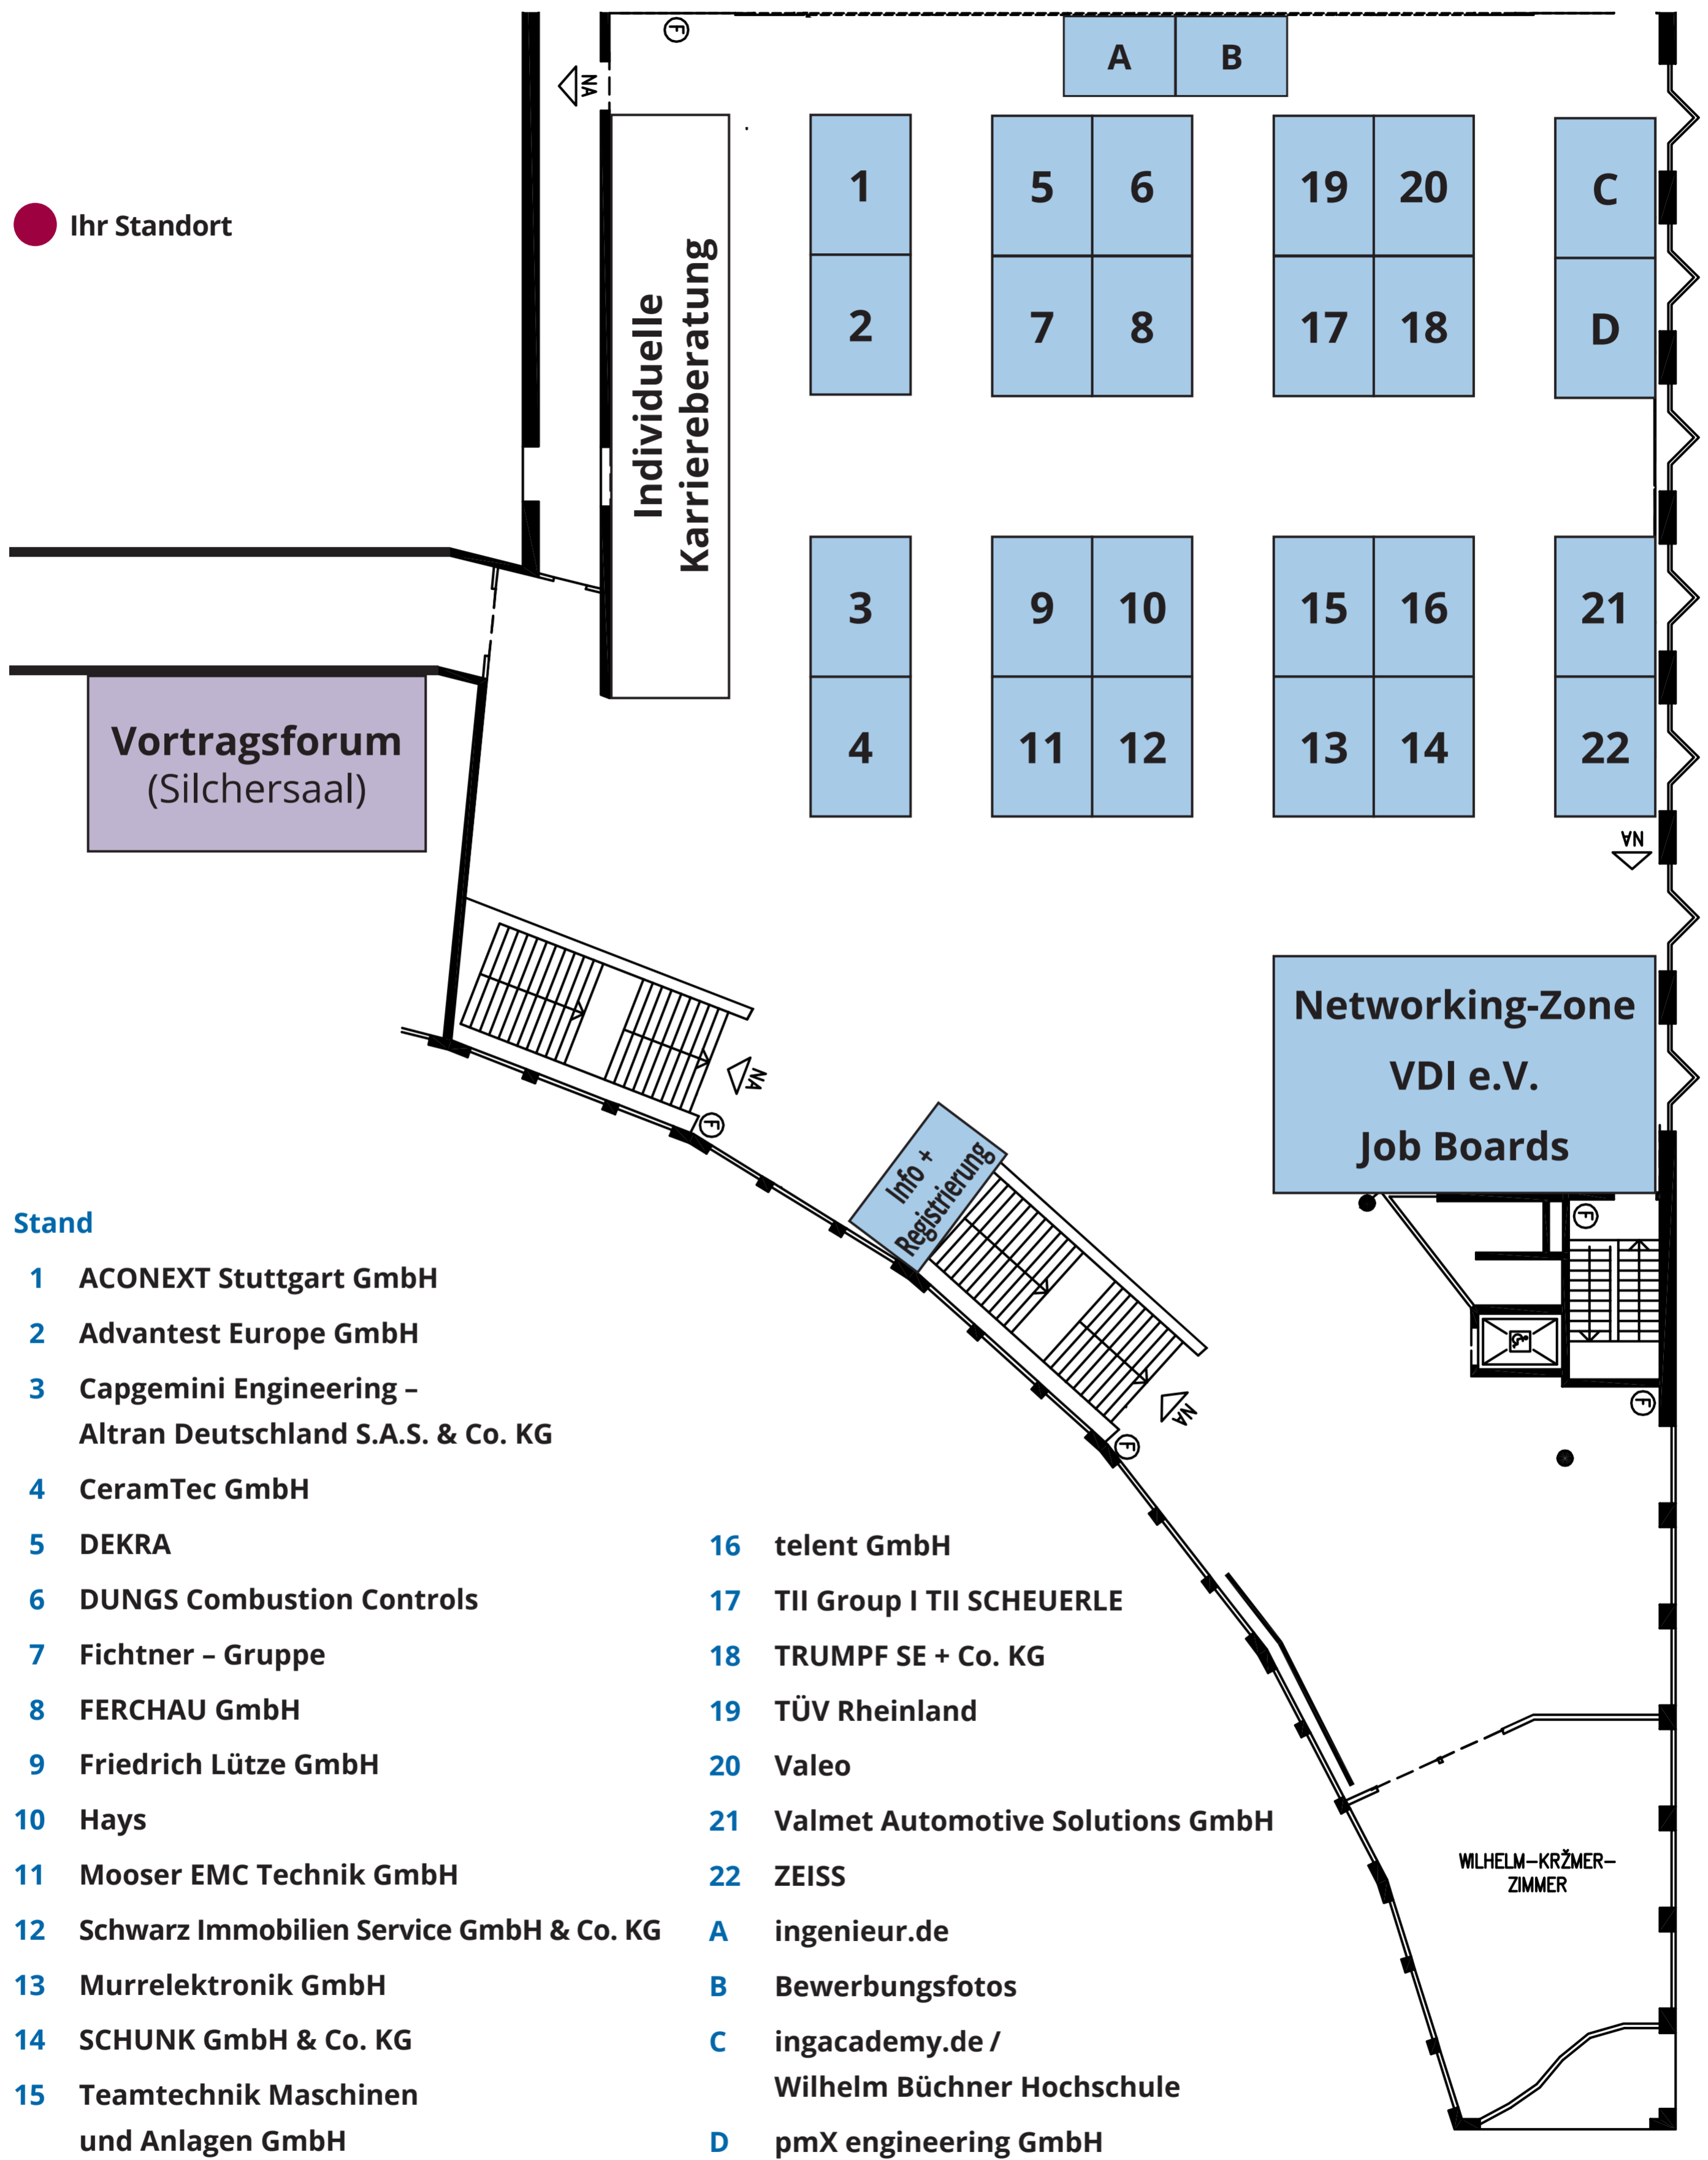 F
NA
A
B
1
5
6
19
20
C
Ihr Standort
Individuelle
Karriereberatung
2
7
8
17
18
D
3
9
10
15
16
21
Vortragsforum
(Silchersaal)
4
11
12
13
14
22
NA
Networking-Zone
VDI e.V.
Job Boards
NA
F
Info +
Registrierung
F
NA
F
F
Stand
1 ACONEXT Stuttgart GmbH
2 Advantest Europe GmbH
3 Capgemini Engineering –
Altran Deutschland S.A.S. & Co. KG
4 CeramTec GmbH
5 DEKRA
6 DUNGS Combustion Controls
7 Fichtner – Gruppe
8 FERCHAU GmbH
9 Friedrich Lütze GmbH
10 Hays
11 Mooser EMC Technik GmbH
12 Schwarz Immobilien Service GmbH & Co. KG
13 Murrelektronik GmbH
14 SCHUNK GmbH & Co. KG
15 Teamtechnik Maschinen
und Anlagen GmbH
16 telent GmbH
17 TII Group I TII SCHEUERLE
18 TRUMPF SE + Co. KG
19 TÜV Rheinland
20 Valeo
21 Valmet Automotive Solutions GmbH
22 ZEISS
A ingenieur.de
B Bewerbungsfotos
C ingacademy.de /
Wilhelm Büchner Hochschule
D pmX engineering GmbH
WILHELM-KRŽMER-
ZIMMER